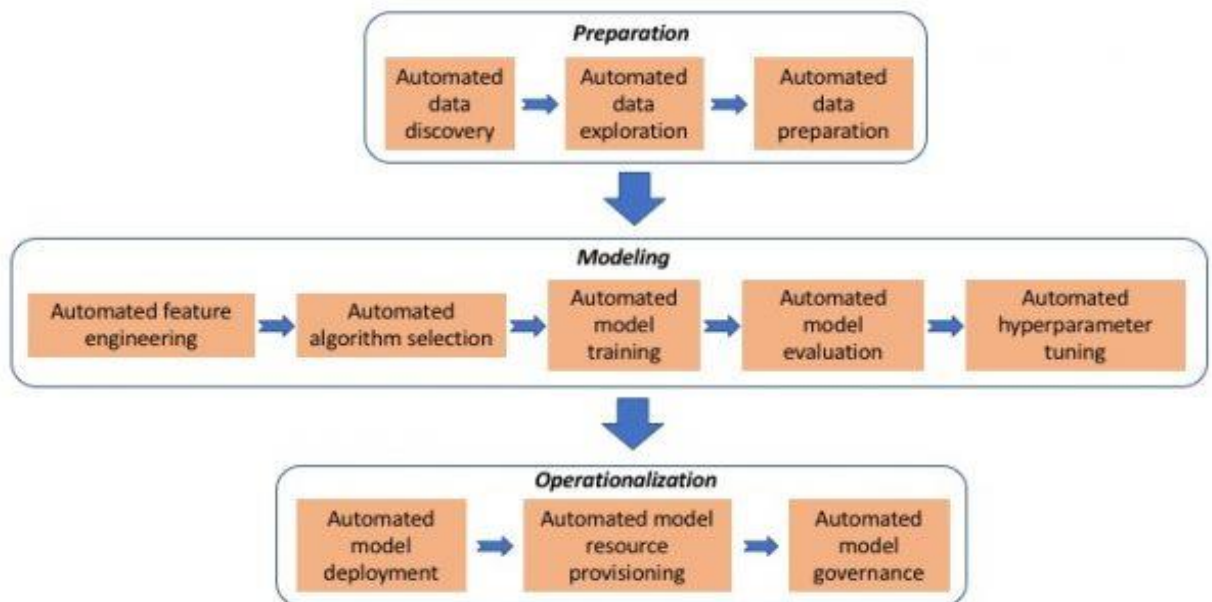 Preparation
Automated
data
discovery
Automated
data
exploration
Automated
data
preparation
Modeling
Automated feature
engineering
Automated
algorithm selection
Automated
model
training
Automated
model
evaluation
Automated
hyperparameter
tuning
Operationalization
Automated
model
deployment
Automated model
resource
provisioning
Automated
model
governance